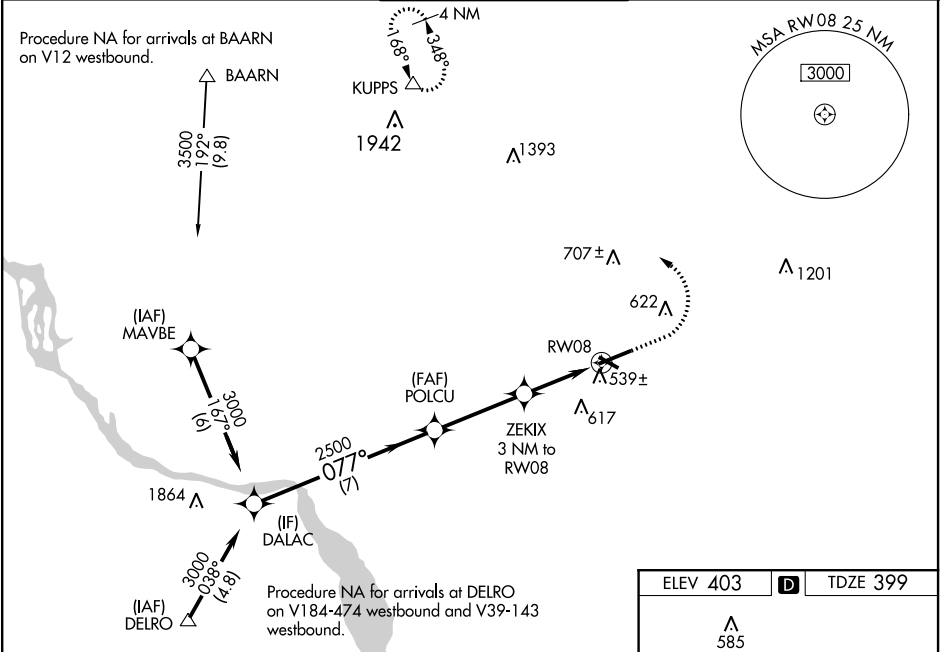 Procedure NA for arrivals at BAARN
on V12 westbound.
BAARN
3500
192°
(9.8)
4 NM
168°
348°
KUPPS
1942
1393
MSA RW08 25 NM
3000
707±
1201
622
(IAF)
MAVBE
3000
167°
(6)
RW08
539±
(FAF)
POLCU
617
ZEKIX
3 NM to
RW08
2500
077°
(7)
1864
(IF)
DALAC
3000
038°
(4.8)
(IAF)
DELRO
Procedure NA for arrivals at DELRO
on V184-474 westbound and V39-143
westbound.
ELEV 403 D TDZE 399
585